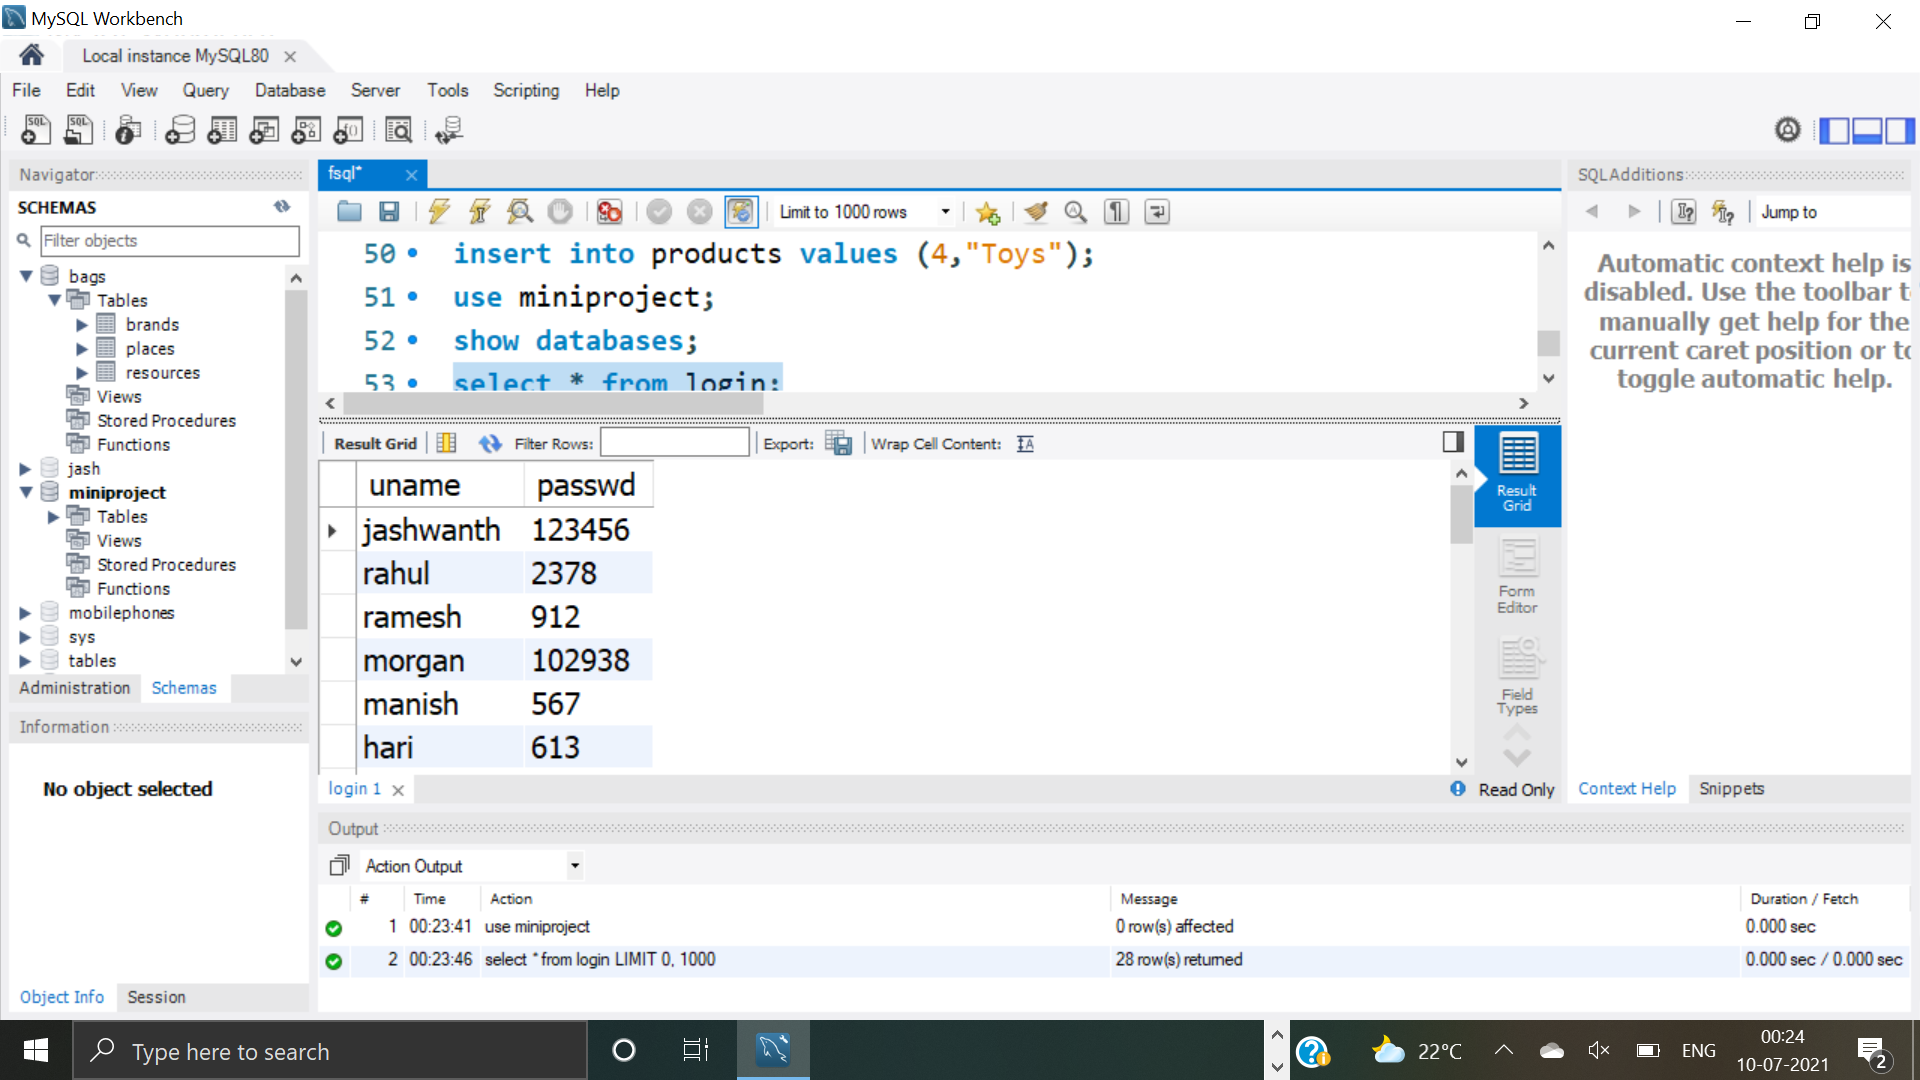 MySQL Workbench
Local instance MySQL80
File Edit View Query Database Server Tools Scripting Help
Navigator
SCHEMAS
Filter objects
bags
Tables
brands
places
resources
Views
Stored Procedures
Functions
jash
miniproject
Tables
Views
Stored Procedures
Functions
mobilephones
sys
tables
Administration Schemas
Information
No object selected
Object Info Session
fsql*
Limit to 1000 rows
50 insert into products values (4,"Toys");
51 use miniproject;
52 show databases;
53 select * from login;
Result Grid Filter Rows: Export: Wrap Cell Content:
uname passwd
jashwanth 123456
rahul 2378
ramesh 912
morgan 102938
manish 567
hari 613
Result
Grid
Form
Editor
Field
Types
login 1
Read Only
SQLAdditions
Jump to
Automatic context help is
disabled. Use the toolbar t
manually get help for the
current caret position or to
toggle automatic help.
Context Help Snippets
Output
Action Output
# Time Action Message Duration / Fetch
1 00:23:41 use miniproject 0 row(s) affected 0.000 sec
2 00:23:46 select * from login LIMIT 0, 1000 28 row(s) returned 0.000 sec / 0.000 sec
Type here to search
22°C
ENG
00:24
10-07-2021
2